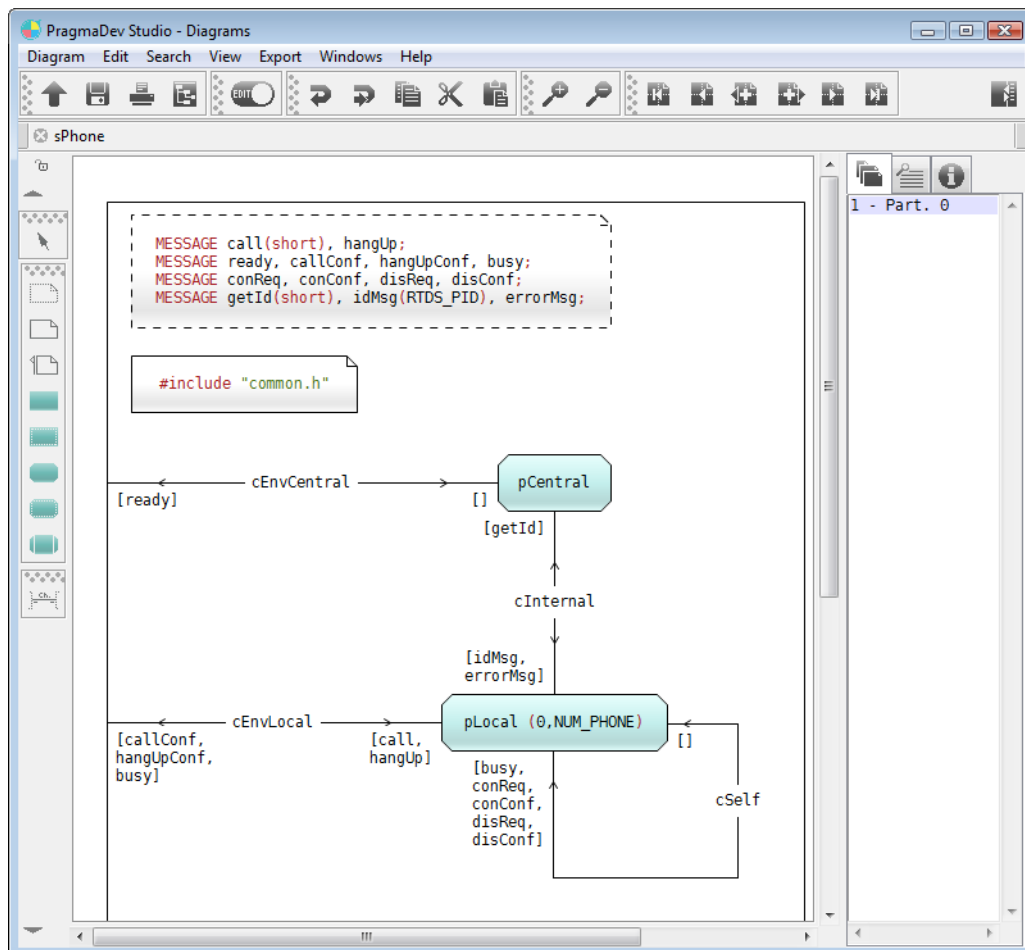 PragmaDev Studio - Diagrams
Diagram Edit Search View Export Windows Help
EDIT
sPhone
1 - Part. 0
MESSAGE call(short), hangUp;
MESSAGE ready, callConf, hangUpConf, busy;
MESSAGE conReq, conConf, disReq, disConf;
MESSAGE getId(short), idMsg(RTDS_PID), errorMsg;
#include "common.h"
cEnvCentral
pCentral
[ready]
[]
[getId]
cInternal
[idMsg,
errorMsg]
cEnvLocal
pLocal (0,NUM_PHONE)
[callConf,
hangUpConf,
busy]
[call,
hangUp]
[]
[busy,
conReq,
conConf,
disReq,
disConf]
cSelf
Ch.